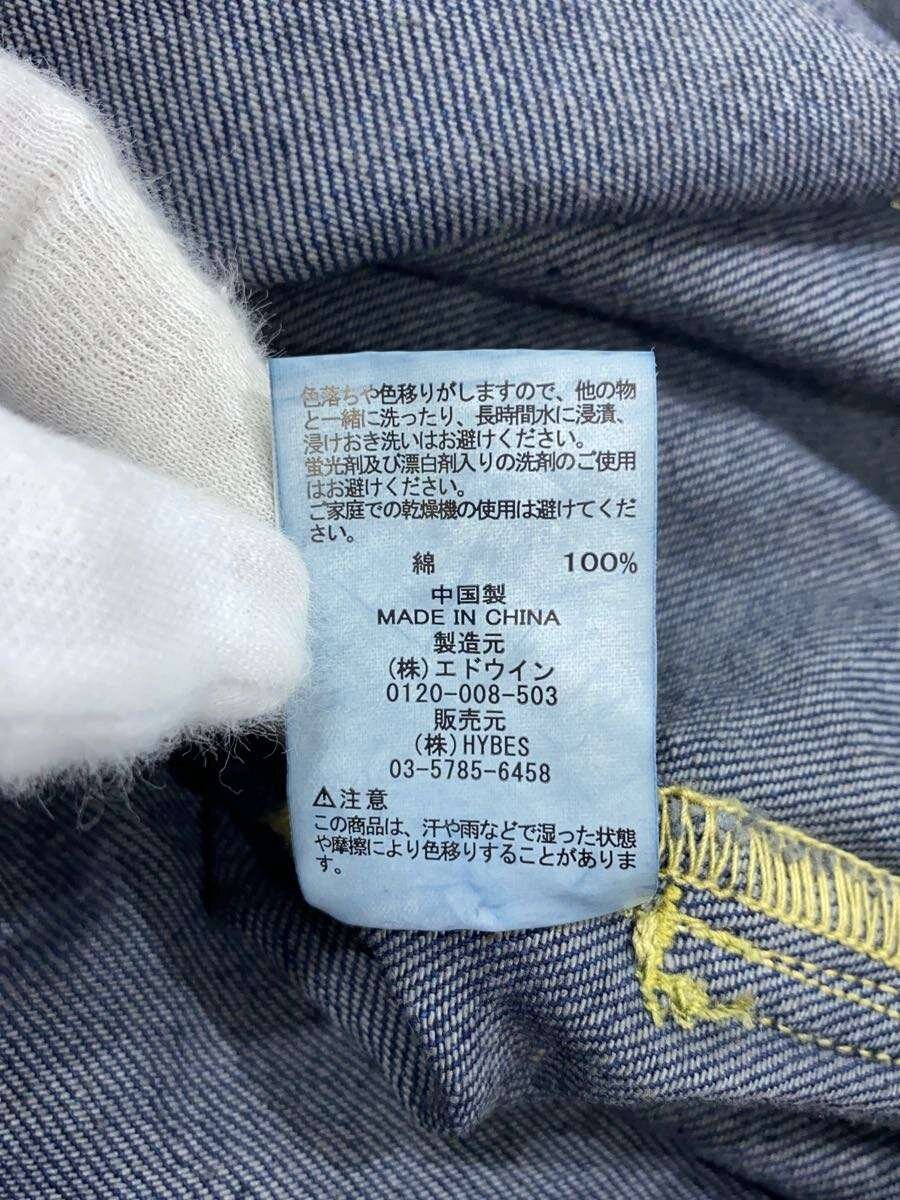 色落ちや色移りがしますので、他の物
と一緒に洗ったり、長時間水に浸漬、
浸けおき洗いはお避けください。
蛍光剤及び漂白剤入りの洗剤のご使用
はお避けください。
ご家庭での乾燥機の使用は避けてくだ
さい。
綿 100%
中国製
MADE IN CHINA
製造元
(株)エドウイン
0120-008-503
販売元
(株)HYBES
03-5785-6458
⚠注意
この商品は、汗や雨などで湿った状態
や摩擦により色移りすることがありま
す。